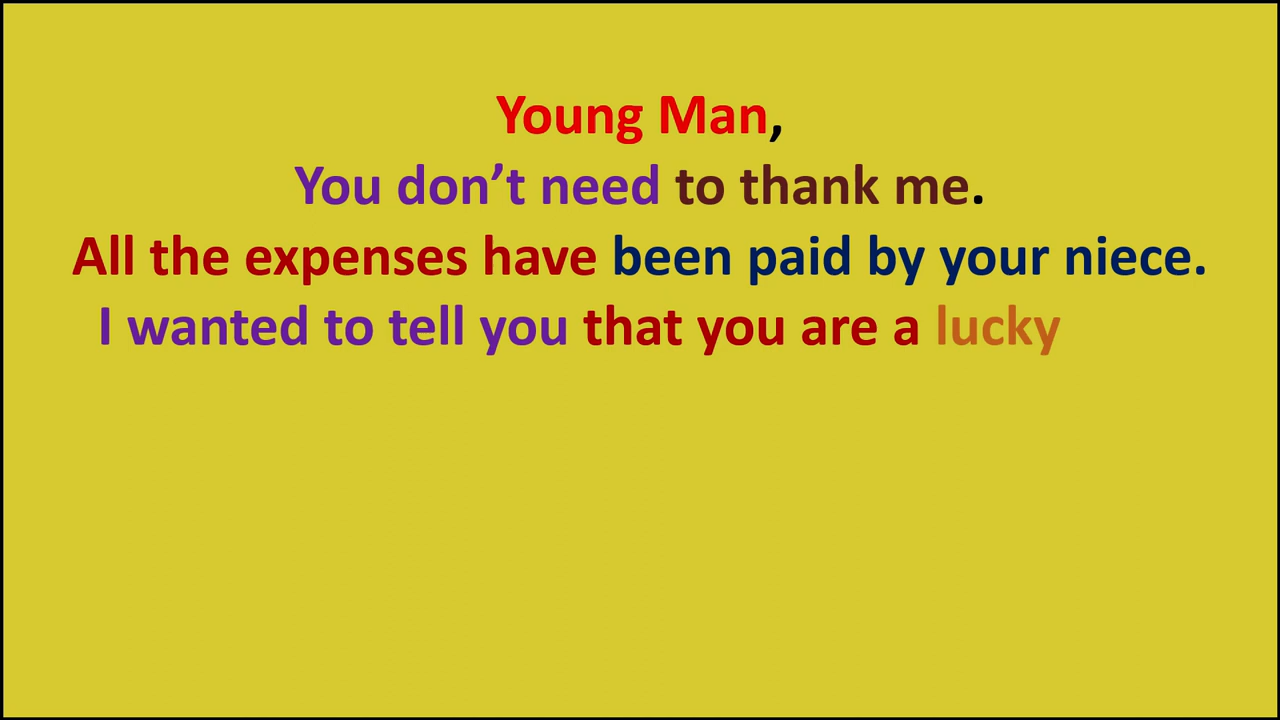 Young Man,
You don’t need to thank me.
All the expenses have been paid by your niece.
I wanted to tell you that you are a lucky